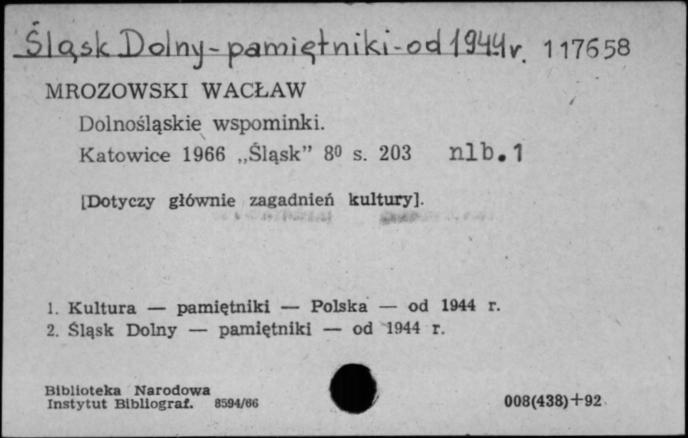 Śląsk Dolny - pamiętniki - od 1944 r. 117658
MROZOWSKI WACŁAW
Dolnośląskie wspominki.
Katowice 1966 „Śląsk” 8⁰ s. 203 nlb. 1
[Dotyczy głównie zagadnień kultury].
1. Kultura — pamiętniki — Polska — od 1944 r.
2. Śląsk Dolny — pamiętniki — od 1944 r.
Biblioteka Narodowa
Instytut Bibliograf. 8594/66
008(438)+92